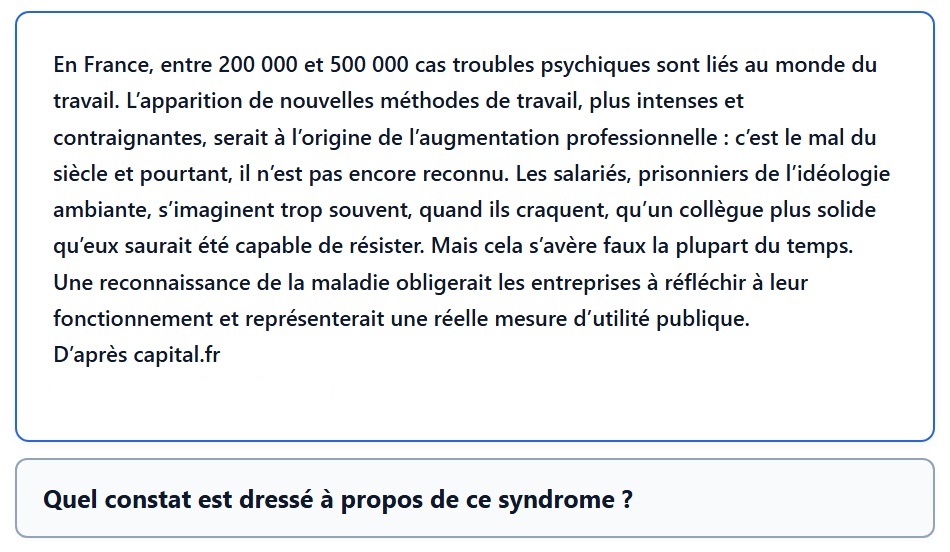 En France, entre 200 000 et 500 000 cas troubles psychiques sont liés au monde du
travail. L’apparition de nouvelles méthodes de travail, plus intenses et
contraignantes, serait à l’origine de l’augmentation professionnelle : c’est le mal du
siècle et pourtant, il n’est pas encore reconnu. Les salariés, prisonniers de l’idéologie
ambiante, s’imaginent trop souvent, quand ils craquent, qu’un collègue plus solide
qu’eux saurait été capable de résister. Mais cela s’avère faux la plupart du temps.
Une reconnaissance de la maladie obligerait les entreprises à réfléchir à leur
fonctionnement et représenterait une réelle mesure d’utilité publique.
D’après capital.fr
Quel constat est dressé à propos de ce syndrome ?